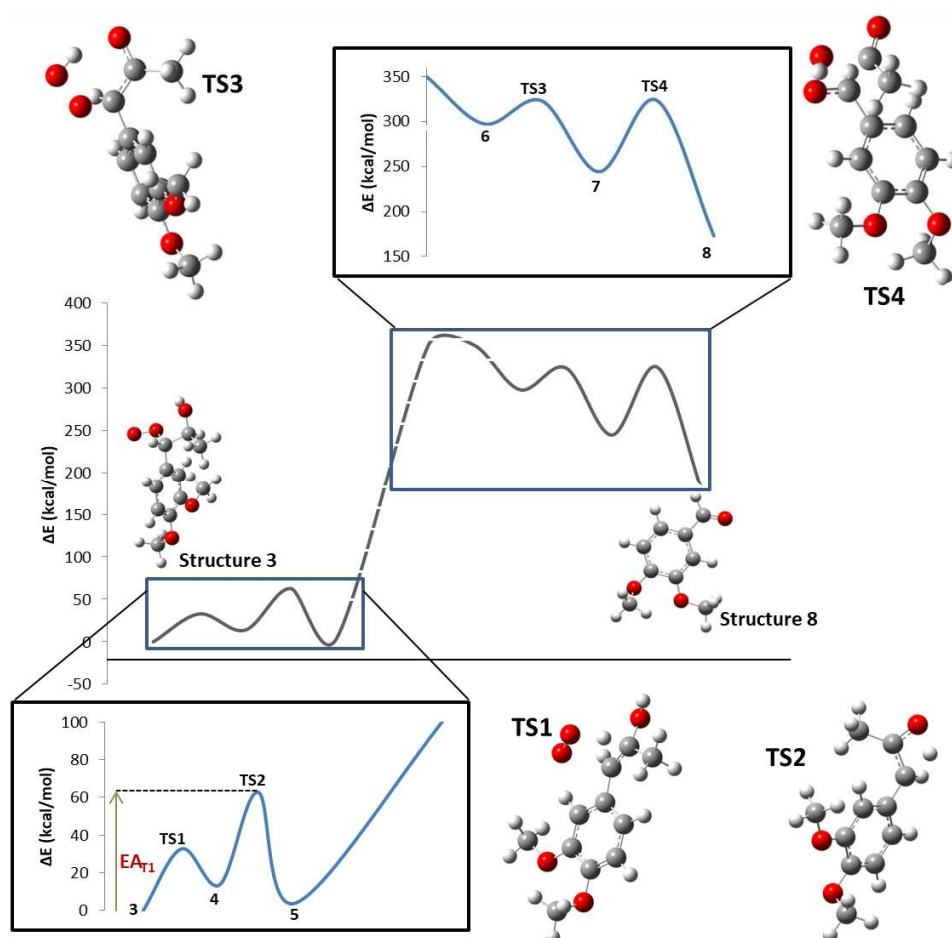 TS3
350
300
250
200
150
ΔE (kcal/mol)
6
TS3
7
TS4
8
TS4
400
350
300
250
200
150
100
50
0
-50
ΔE (kcal/mol)
Structure 3
Structure 8
100
80
60
40
20
0
ΔE (kcal/mol)
EAT1
3
TS1
4
TS2
5
TS1
TS2